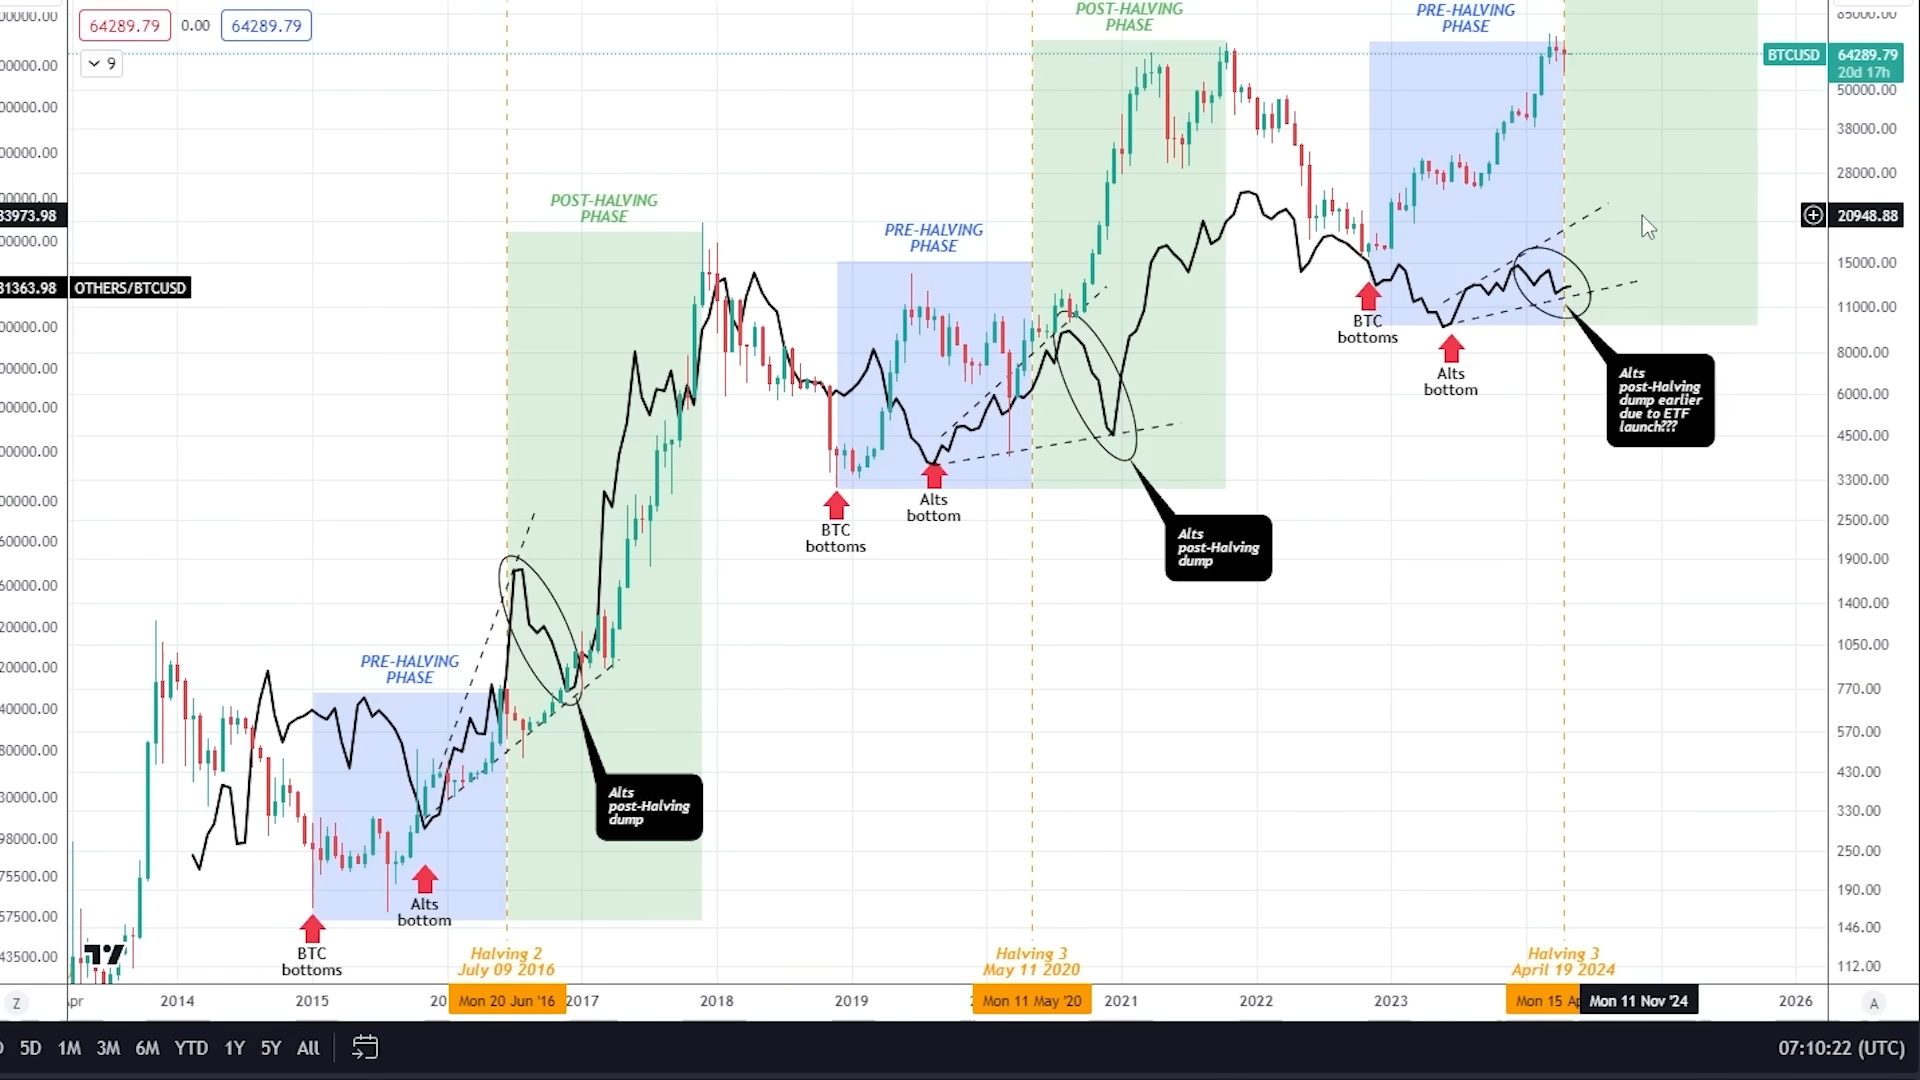 64289.79 0.00 64289.79
9
POST-HALVING
PHASE
PRE-HALVING
PHASE
BTCUSD 64289.79
20d 17h
50000.00
38000.00
28000.00
20948.88
15000.00
11000.00
8000.00
6000.00
4500.00
3300.00
2500.00
1900.00
1400.00
1050.00
770.00
570.00
430.00
330.00
250.00
190.00
146.00
112.00
OTHERS/BTCUSD
POST-HALVING
PHASE
PRE-HALVING
PHASE
BTC
bottoms
Alts
bottom
Alts
post-Halving
dump earlier
due to ETF
launch???
BTC
bottoms
Alts
bottom
Alts
post-Halving
dump
PRE-HALVING
PHASE
Alts
post-Halving
dump
Alts
bottom
BTC
bottoms
Halving 2
July 09 2016
Halving 3
May 11 2020
Halving 3
April 19 2024
2014 2015 Mon 20 Jun '16 2017 2018 2019 Mon 11 May '20 2021 2022 2023 Mon 15 Mon 11 Nov '24 2026
Z
A
5D 1M 3M 6M YTD 1Y 5Y All
07:10:22 (UTC)